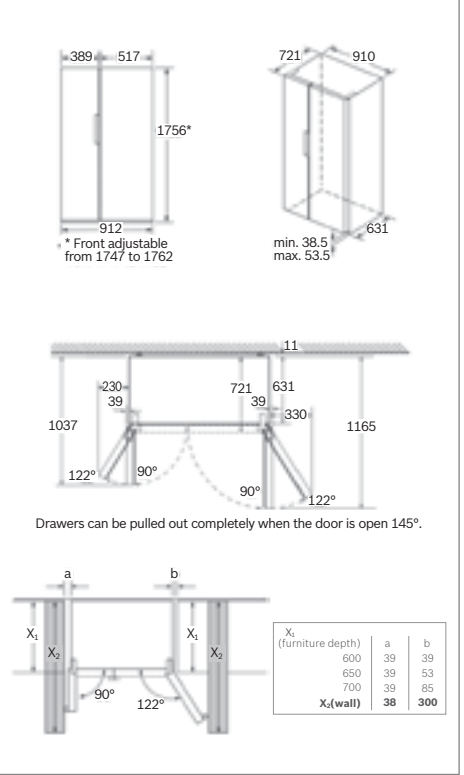 389 517
1756*
912
* Front adjustable
from 1747 to 1762
721 910
631
min. 38.5
max. 53.5
11
230 721 631
39 39 330
1037 1165
122° 90° 90° 122°
Drawers can be pulled out completely when the door is open 145°.
a b
X₁ X₂ X₁ X₂
90° 122°
X₁
(furniture depth) a b
600 39 39
650 39 53
700 39 85
X₂(wall) 38 300